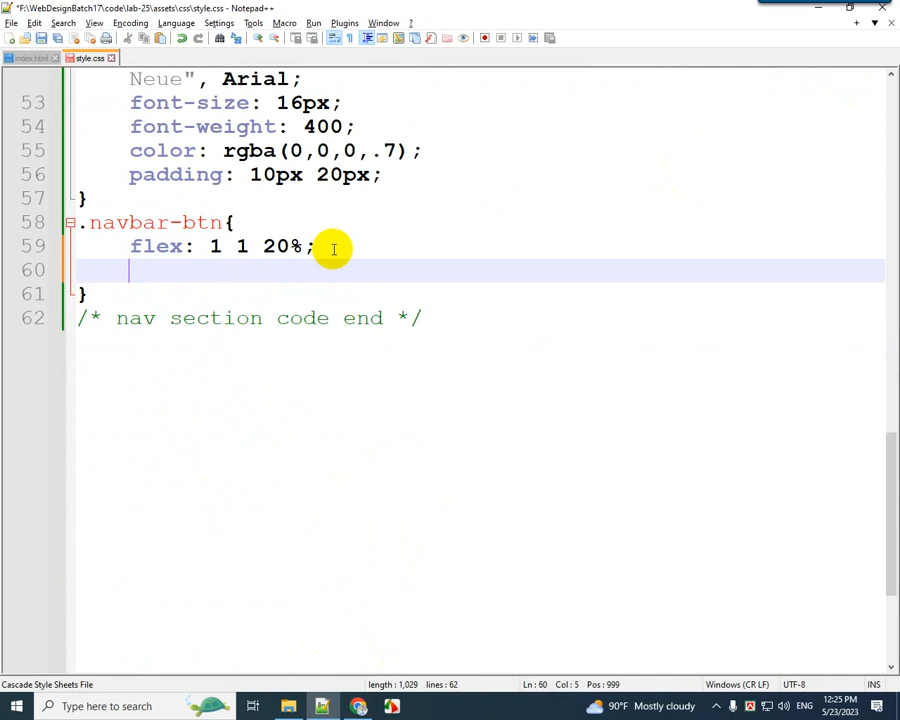 *F:\WebDesignBatch17\code\lab-25\assets\css\style.css - Notepad++
File Edit Search View Encoding Language Settings Tools Macro Run Plugins Window ?
index.html style.css
Neue", Arial;
53 font-size: 16px;
54 font-weight: 400;
55 color: rgba(0,0,0,.7);
56 padding: 10px 20px;
57 }
58 .navbar-btn{
59 flex: 1 1 20%;
60
61 }
62 /* nav section code end */
Cascade Style Sheets File length : 1,029 lines : 62 Ln : 60 Col : 5 Pos : 999 Windows (CR LF) UTF-8 INS
Type here to search 90°F Mostly cloudy ENG 12:25 PM
5/23/2023